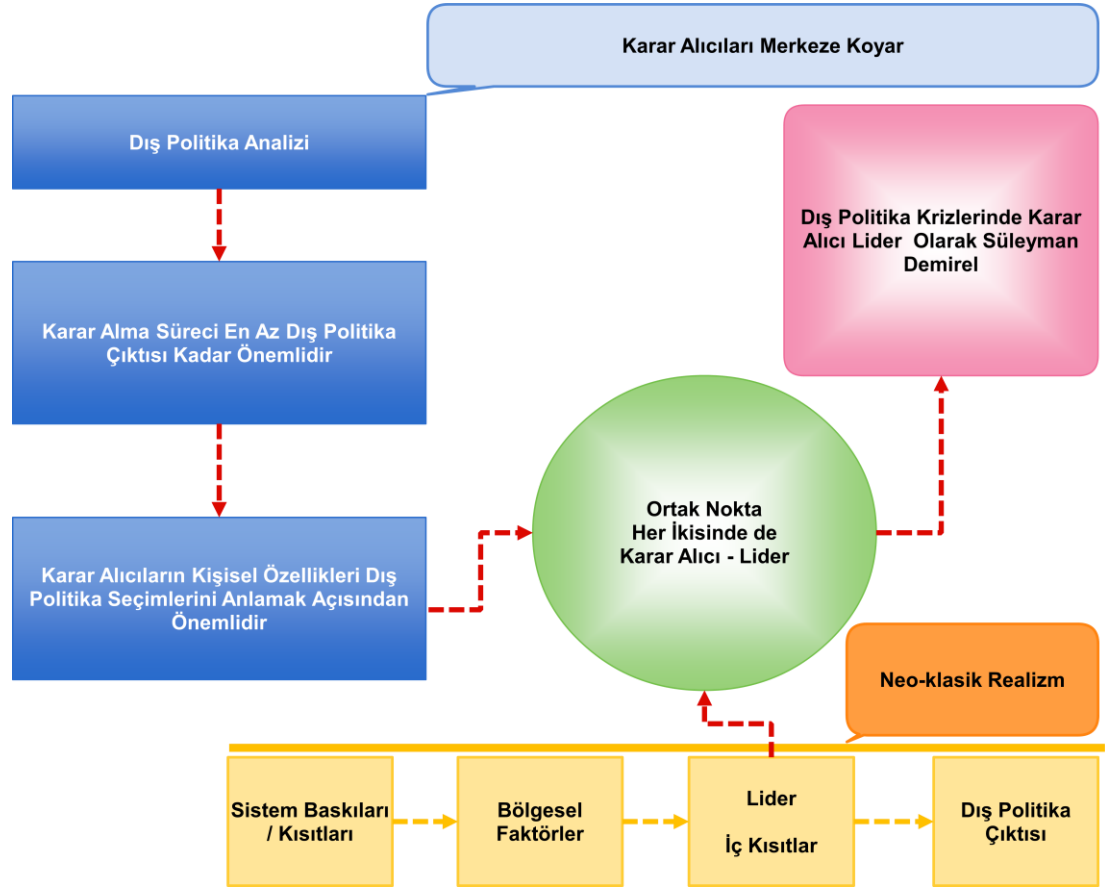 Karar Alıcıları Merkeze Koyar
Dış Politika Analizi
Dış Politika Krizlerinde Karar
Alıcı Lider Olarak Süleyman
Demirel
Karar Alma Süreci En Az Dış Politika
Çıktısı Kadar Önemlidir
Ortak Nokta
Her İkisinde de
Karar Alıcı - Lider
Karar Alıcıların Kişisel Özellikleri Dış
Politika Seçimlerini Anlamak Açısından
Önemlidir
Neo-klasik Realizm
Sistem Baskıları
/ Kısıtları
Bölgesel
Faktörler
Lider
İç Kısıtlar
Dış Politika
Çıktısı